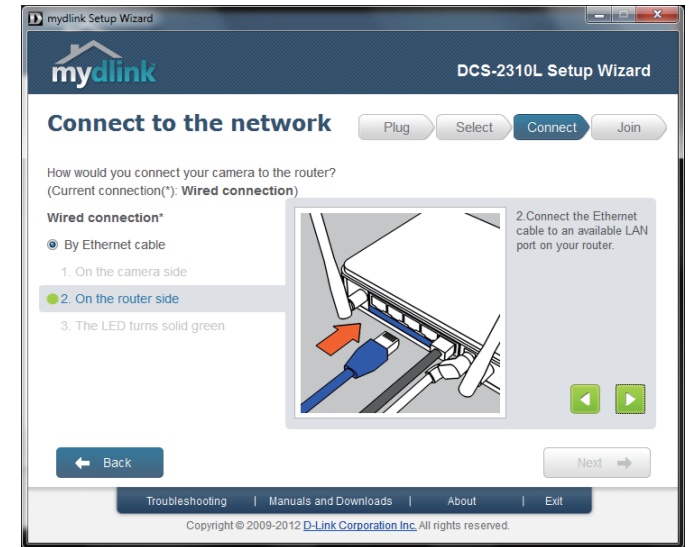 mydlink Setup Wizard
mydlink
DCS-2310L Setup Wizard
Connect to the network
Plug
Select
Connect
Join
How would you connect your camera to the router?
(Current connection(*): Wired connection)
Wired connection*
By Ethernet cable
1. On the camera side
2. On the router side
3. The LED turns solid green
2.Connect the Ethernet
cable to an available LAN
port on your router.
Back
Next
Troubleshooting | Manuals and Downloads | About | Exit
Copyright © 2009-2012 D-Link Corporation Inc. All rights reserved.